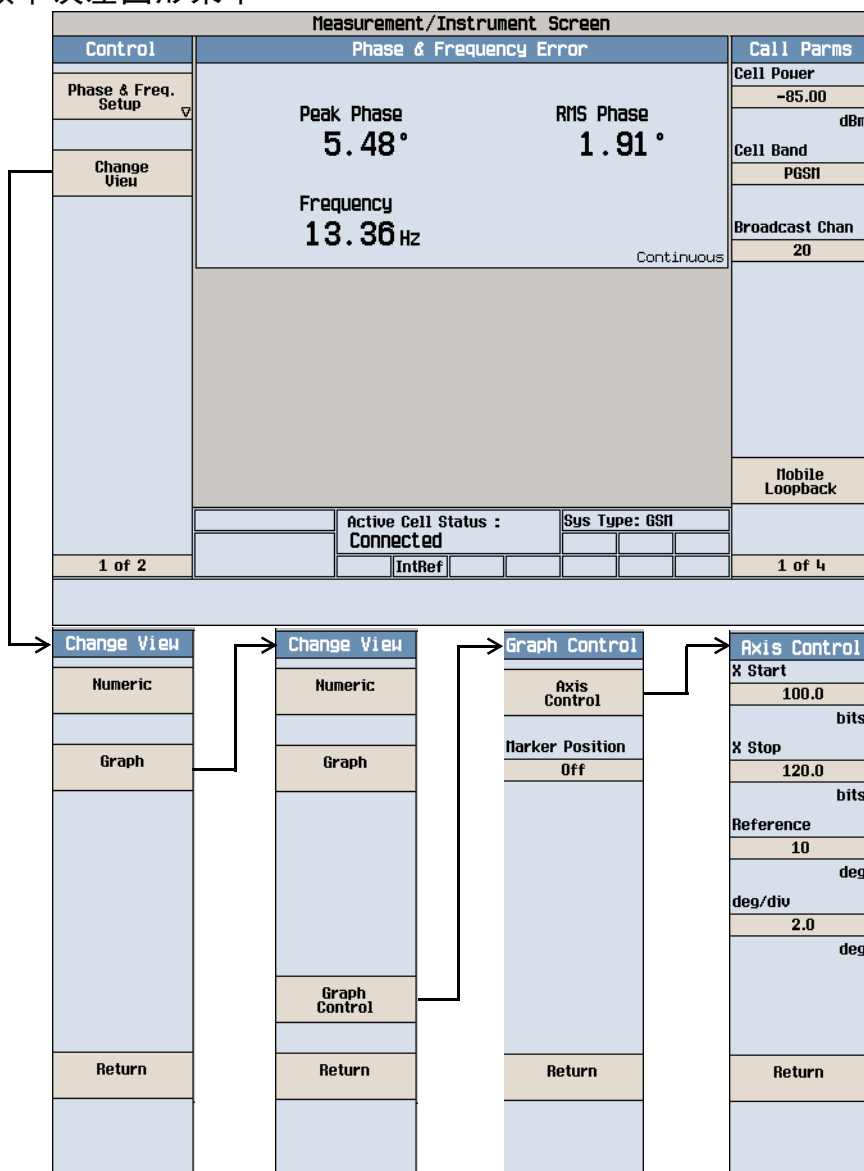 Measurement/Instrument Screen
Control
Phase & Freq.
Setup
Change
View
1 of 2
Phase & Frequency Error
Peak Phase
5.48°
RMS Phase
1.91°
Frequency
13.36 Hz
Continuous
Active Cell Status :
Connected
Sys Type: GSM
IntRef
Call Parms
Cell Power
-85.00
dBm
Cell Band
PGSM
Broadcast Chan
20
Mobile
Loopback
1 of 4
Change View
Numeric
Graph
Return
Change View
Numeric
Graph
Graph
Control
Return
Graph Control
Axis
Control
Marker Position
Off
Return
Axis Control
X Start
100.0
bits
X Stop
120.0
bits
Reference
10
deg
deg/div
2.0
deg
Return